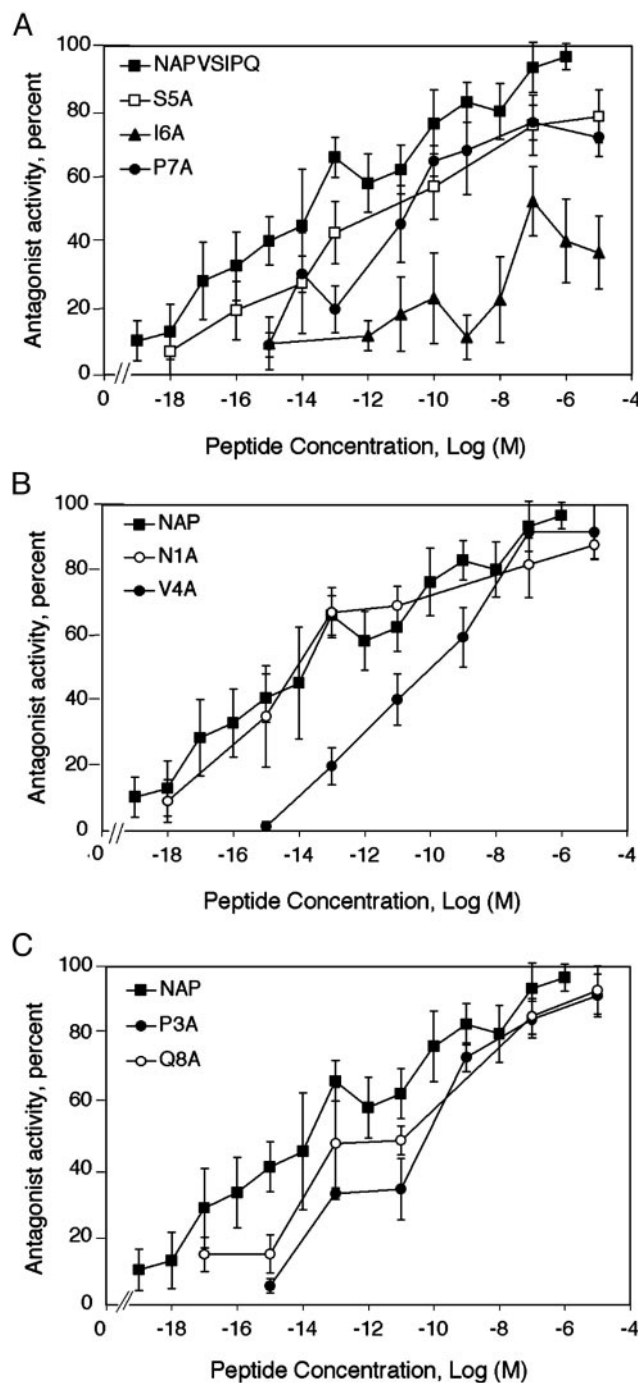 A
Antagonist activity, percent
100
80
60
40
20
0
NAPVSIPQ
S5A
I6A
P7A
0 -18 -16 -14 -12 -10 -8 -6 -4
Peptide Concentration, Log (M)
B
Antagonist activity, percent
100
80
60
40
20
0
NAP
N1A
V4A
.0 -18 -16 -14 -12 -10 -8 -6 -4
Peptide Concentration, Log (M)
C
Antagonist activity, percent
100
80
60
40
20
0
NAP
P3A
Q8A
0 -18 -16 -14 -12 -10 -8 -6 -4
Peptide Concentration, Log (M)